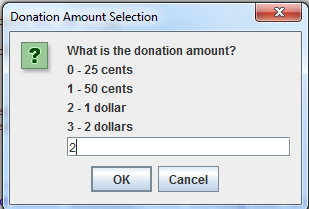 Donation Amount Selection
What is the donation amount?
0 - 25 cents
1 - 50 cents
2 - 1 dollar
3 - 2 dollars
2
OK Cancel